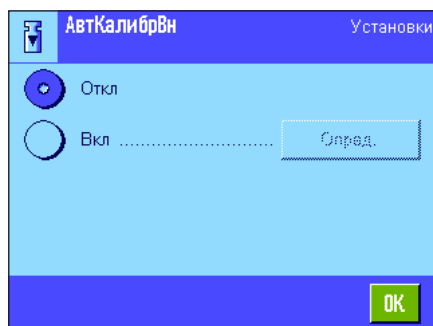 АвтКалибрВн Установки
Откл
Вкл ............................ Опред.
OK